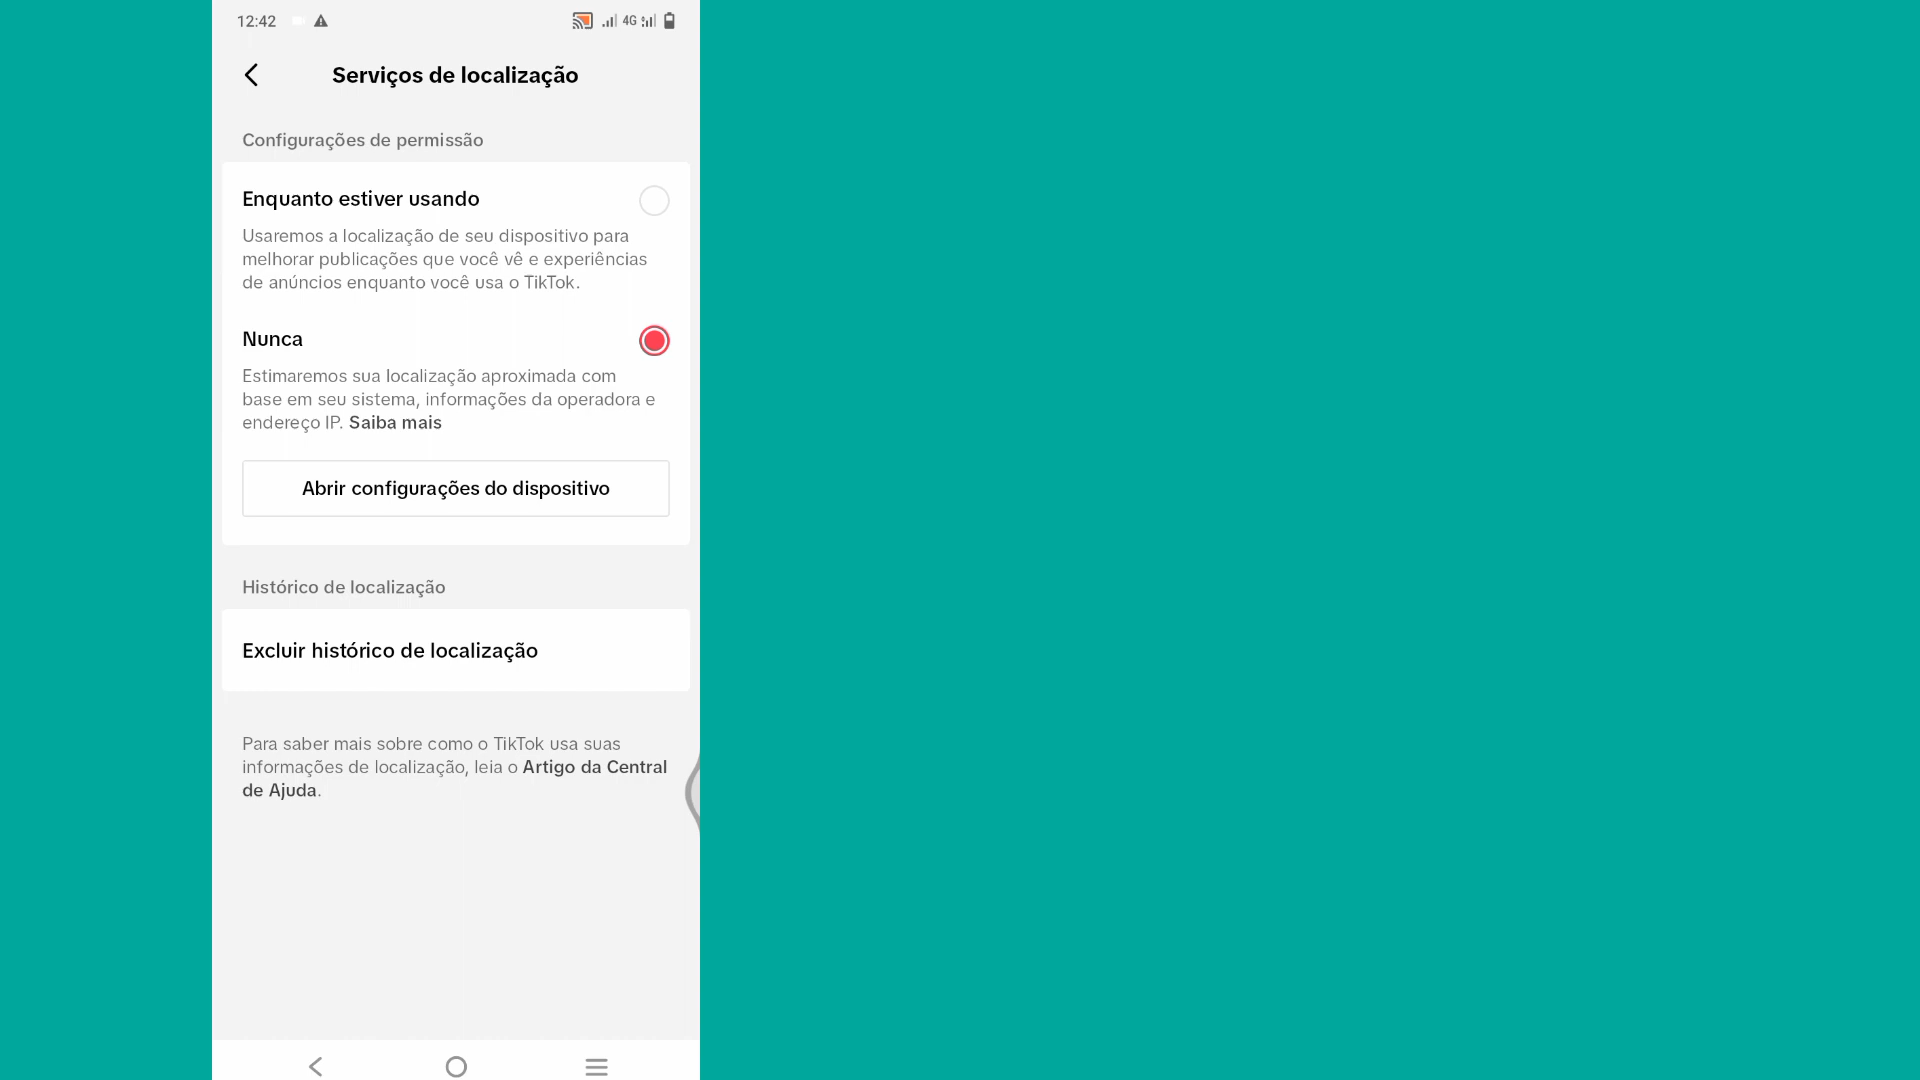 12:42
4G
Serviços de localização
Configurações de permissão
Enquanto estiver usando
Usaremos a localização de seu dispositivo para
melhorar publicações que você vê e experiências
de anúncios enquanto você usa o TikTok.
Nunca
Estimaremos sua localização aproximada com
base em seu sistema, informações da operadora e
endereço IP. Saiba mais
Abrir configurações do dispositivo
Histórico de localização
Excluir histórico de localização
Para saber mais sobre como o TikTok usa suas
informações de localização, leia o Artigo da Central
de Ajuda.